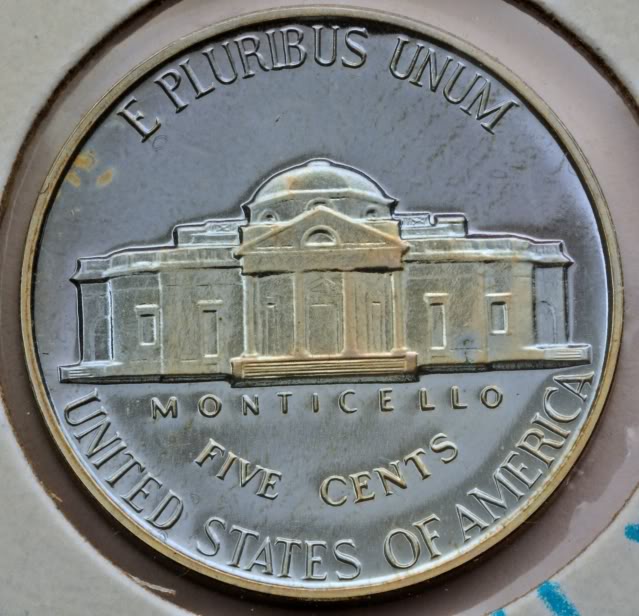 E PLURIBUS UNUM
MONTICELLO
FIVE CENTS
UNITED STATES OF AMERICA